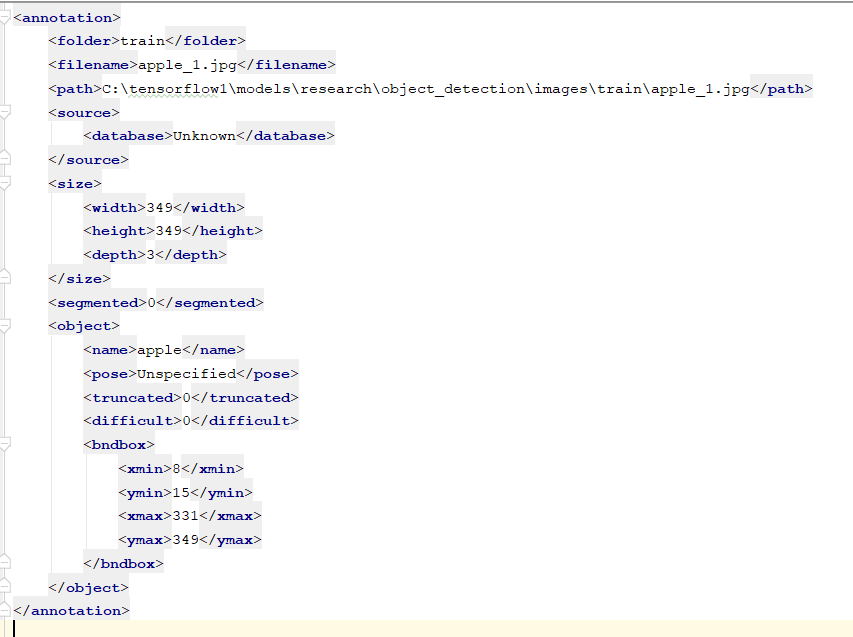 <annotation>
    <folder>train</folder>
    <filename>apple_1.jpg</filename>
    <path>C:\tensorflow1\models\research\object_detection\images\train\apple_1.jpg</path>
    <source>
        <database>Unknown</database>
    </source>
    <size>
        <width>349</width>
        <height>349</height>
        <depth>3</depth>
    </size>
    <segmented>0</segmented>
    <object>
        <name>apple</name>
        <pose>Unspecified</pose>
        <truncated>0</truncated>
        <difficult>0</difficult>
        <bndbox>
            <xmin>8</xmin>
            <ymin>15</ymin>
            <xmax>331</xmax>
            <ymax>349</ymax>
        </bndbox>
    </object>
</annotation>